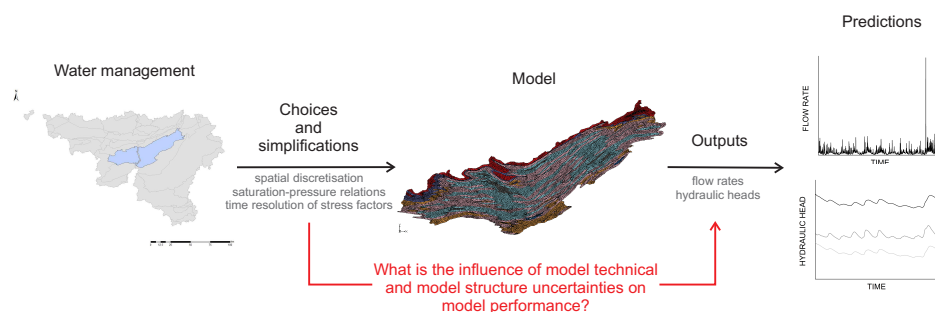 Predictions
Water management
Model
Choices
and
simplifications
Outputs
spatial discretisation
saturation-pressure relations
time resolution of stress factors
flow rates
hydraulic heads
FLOW RATE
TIME
HYDRAULIC HEAD
TIME
What is the influence of model technical
and model structure uncertainties on
model performance?